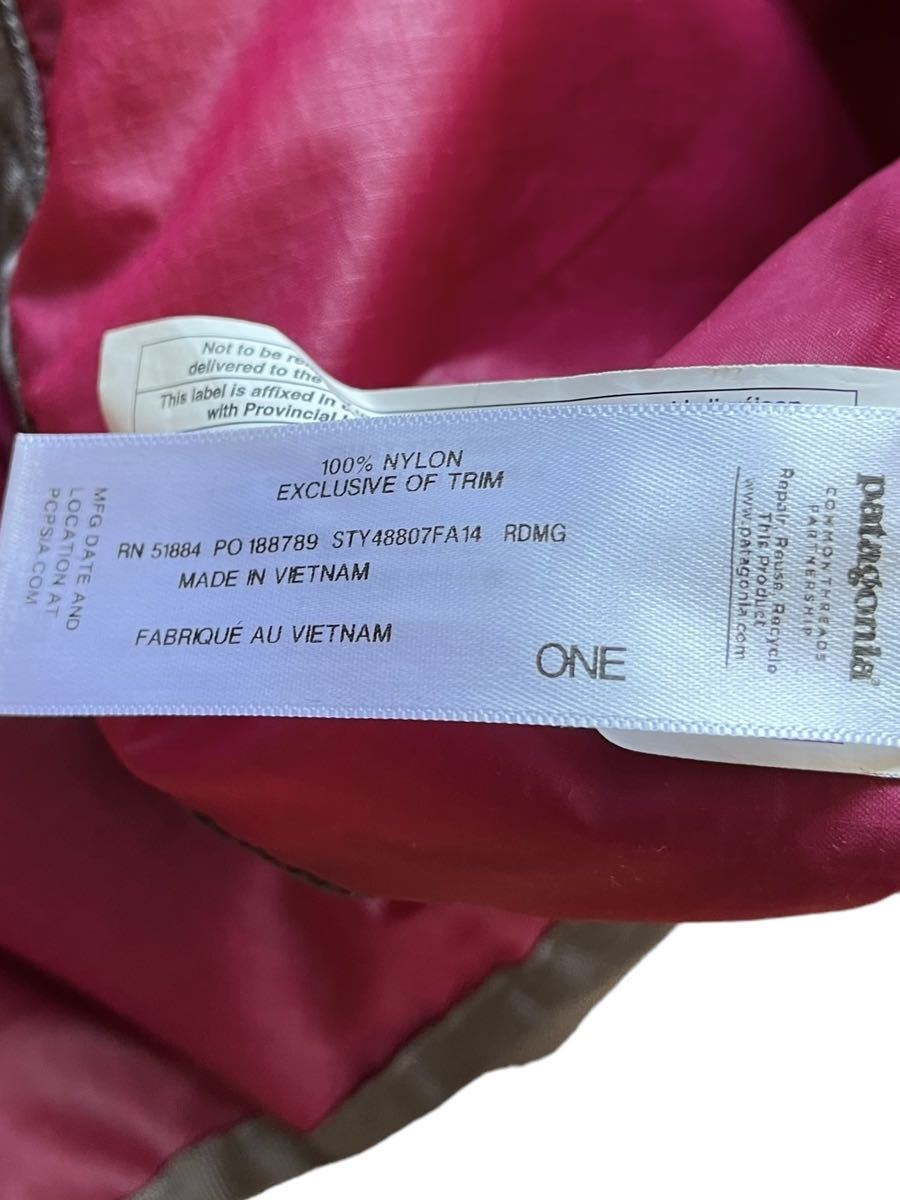 Not to be re
delivered to the
This label is affixed in
with Provincial
100% NYLON
EXCLUSIVE OF TRIM
RN 51884 PO 188789 STY48807FA14 RDMG
MADE IN VIETNAM
FABRIQUÉ AU VIETNAM
ONE
MFG DATE AND
LOCATION AT
PCPSIA.COM
patagonia®
COMMON THREADS
PARTNERSHIP
Repair, Reuse, Recycle
This Product
www.patagonia.com